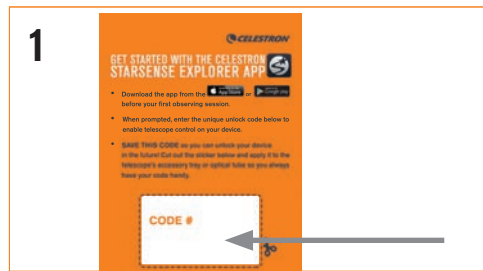 1
CELESTRON
GET STARTED WITH THE CELESTRON
STARSENSE EXPLORER APP
• Download the app from the App Store or Google play
before your first observing session.
• When prompted, enter the unique unlock code below to
enable telescope control on your device.
• SAVE THIS CODE so you can unlock your device
in the future! Cut out the sticker below and apply it to the
telescope's accessory tray or optical tube so you always
have your code handy.
CODE #